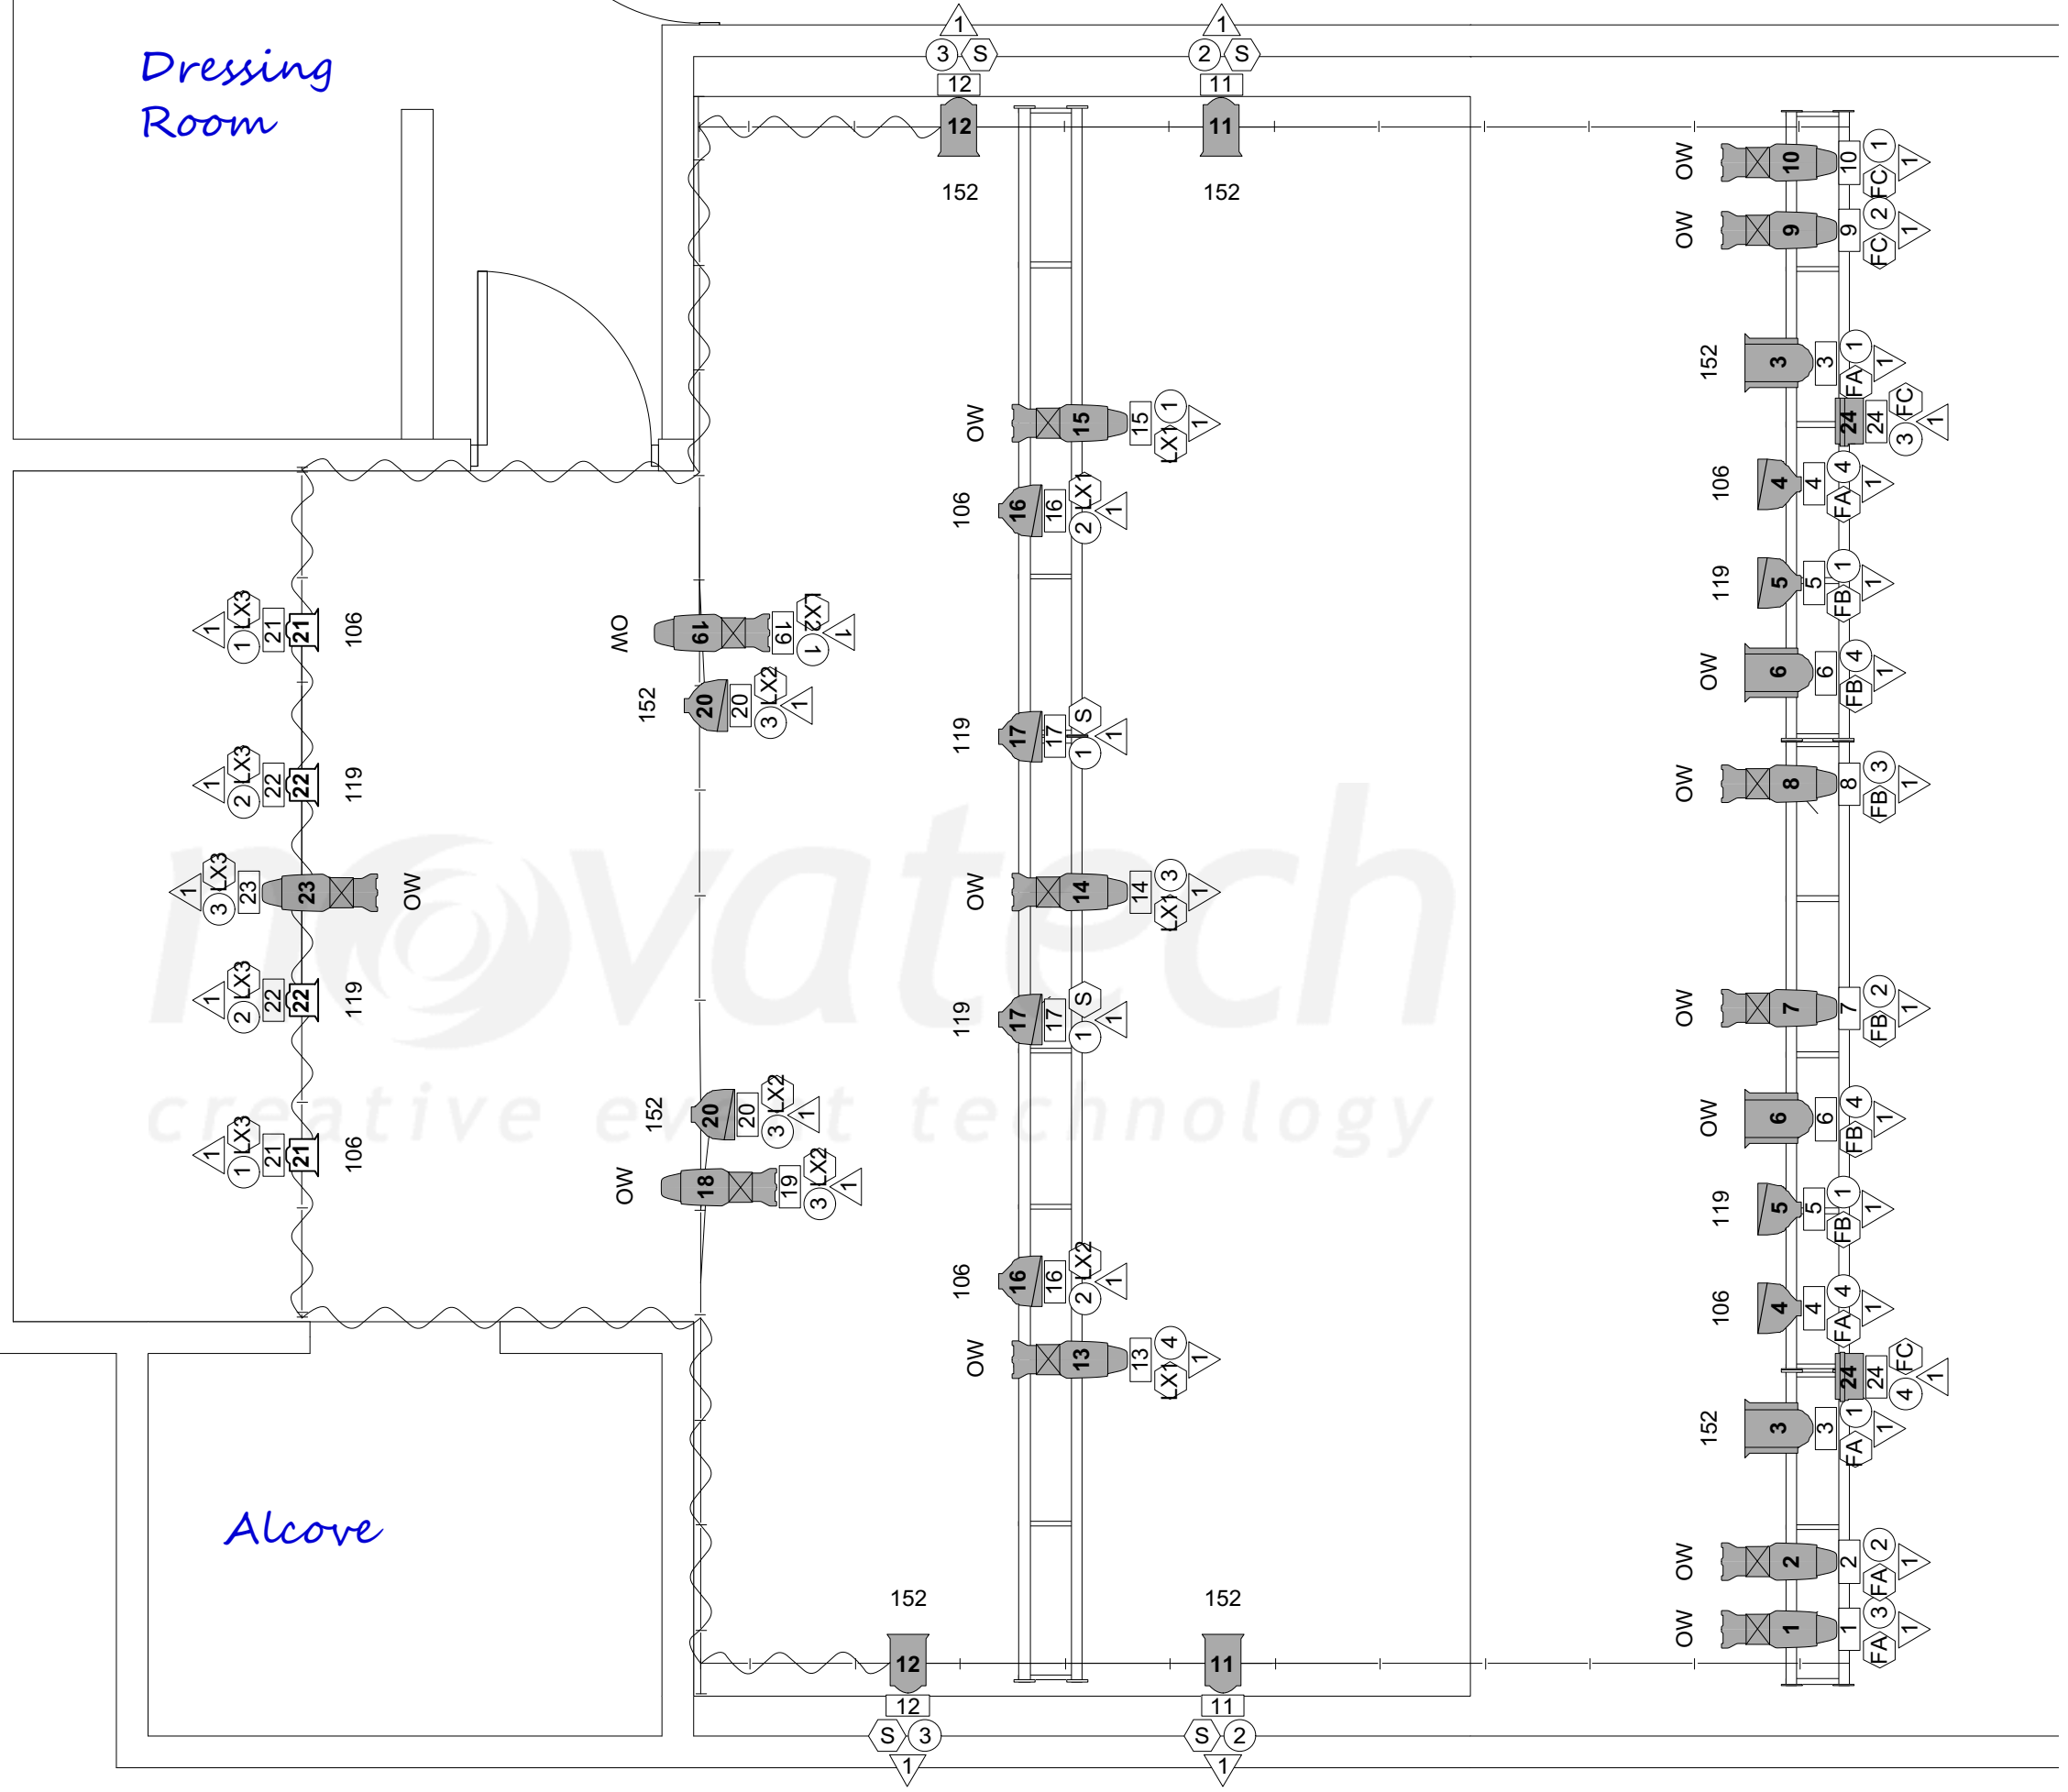 Dressing
Room
1
3 S
12
12
152
1
2 S
11
11
152
OW 10 10 1 FC 1
OW 9 9 2 FC 1
152 3 3 1 FA 1
24 24 FC 3 1
106 4 4 4 FA 1
119 5 5 1 FB 1
OW 6 6 4 FB 1
OW 8 8 3 FB 1
OW 7 7 2 FB 1
OW 6 6 4 FB 1
119 5 5 1 FB 1
106 4 4 4 FA 1
24 24 FC 4 1
152 3 3 1 FA 1
OW 2 2 2 FA 1
OW 1 1 3 FA 1
OW 15 15 1 LX1 1
106 16 16 LX1 2 1
119 17 17 S 1 1
OW 14 14 3 LX1 1
119 17 17 S 1 1
106 16 16 LX2 2 1
OW 13 13 4 LX1 1
OW 19 19 LX2 1 1
152 20 20 LX2 3 1
152 20 20 LX2 3 1
OW 18 19 LX2 3 1
1 LX3 1 21 21 106
1 LX3 2 22 22 119
1 LX3 3 23 23 OW
1 LX3 2 22 22 119
1 LX3 1 21 21 106
novatech
creative event technology
Alcove
152
12
12
S 3
1
152
11
11
S 2
1